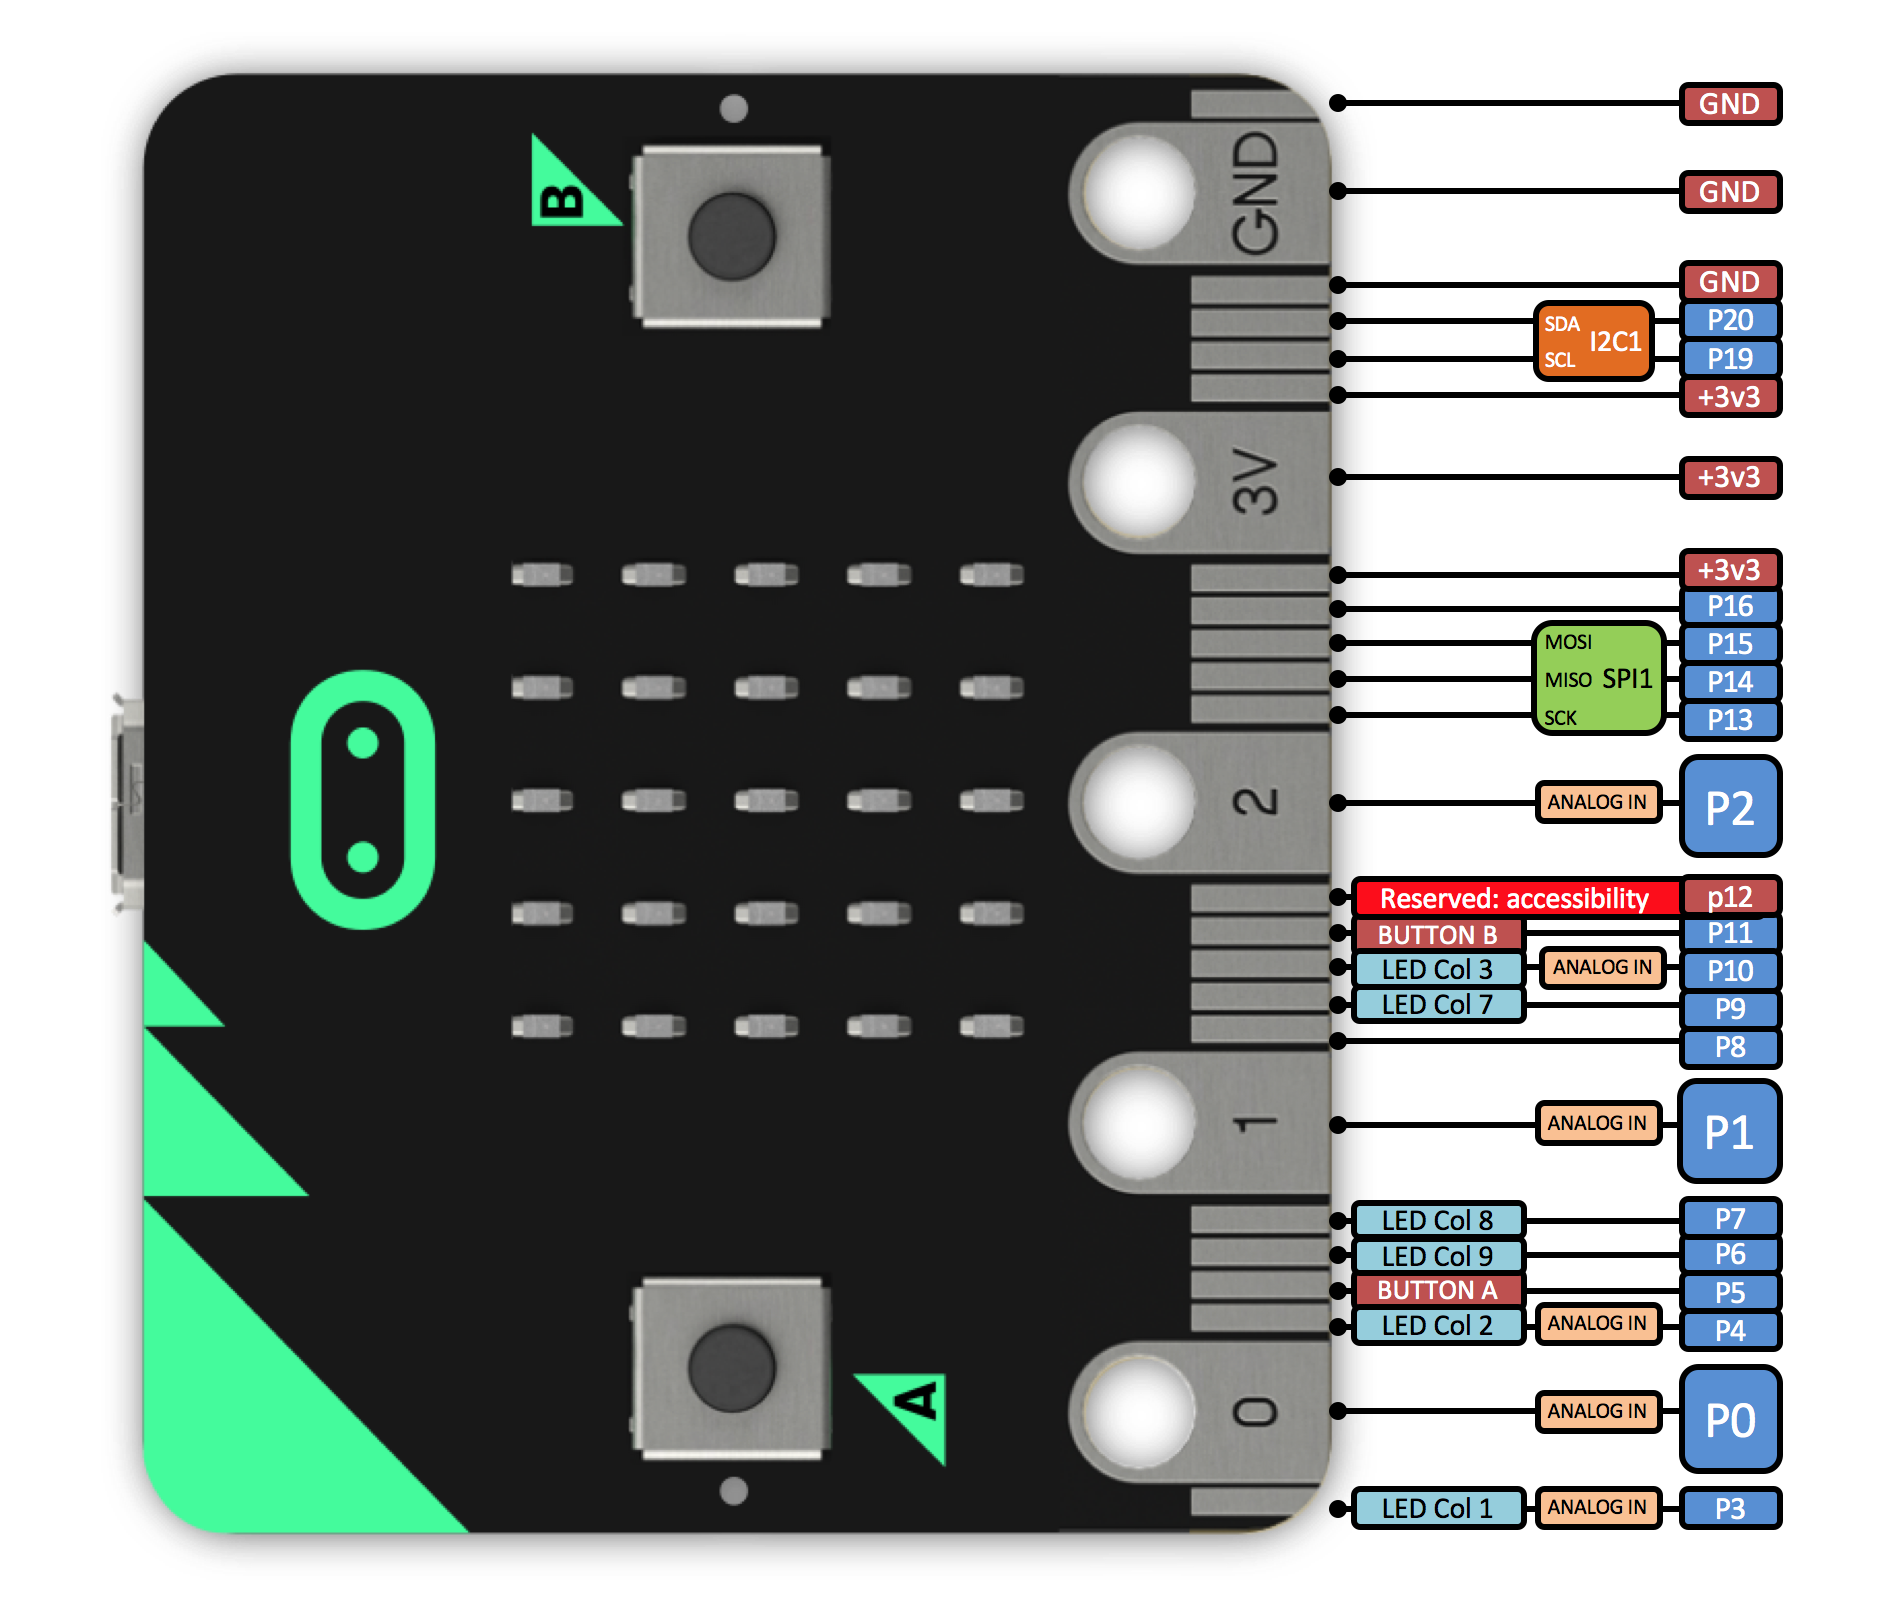 GND
B
GND
GND
GND
SDA
I2C1
P20
SCL
P19
+3v3
3V
+3v3
+3v3
P16
MOSI
P15
MISO
SPI1
P14
SCK
P13
2
ANALOG IN
P2
Reserved: accessibility
p12
BUTTON B
P11
LED Col 3
ANALOG IN
P10
LED Col 7
P9
P8
1
ANALOG IN
P1
LED Col 8
P7
LED Col 9
P6
BUTTON A
P5
LED Col 2
ANALOG IN
P4
A
0
ANALOG IN
P0
LED Col 1
ANALOG IN
P3